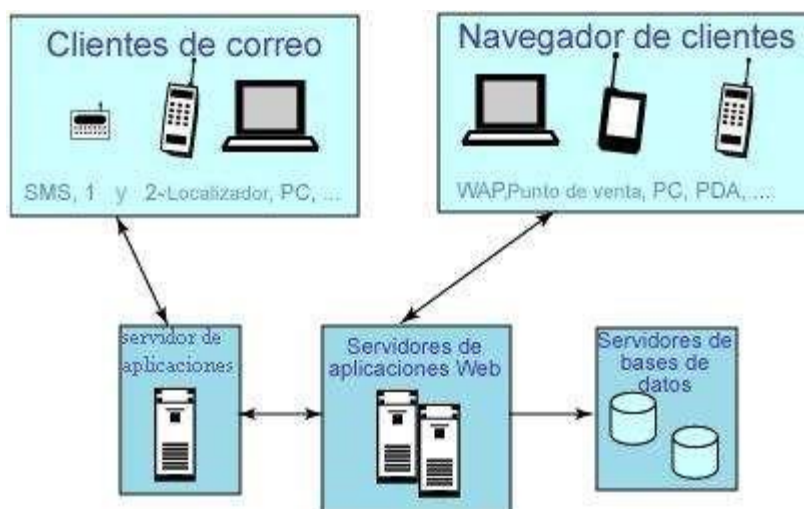 Clientes de correo
SMS, 1 y 2-Localizador, PC, ...
Navegador de clientes
WAP,Punto de venta, PC, PDA, ...
servidor de
aplicaciones
Servidores de
aplicaciones Web
Servidores de
bases de
datos